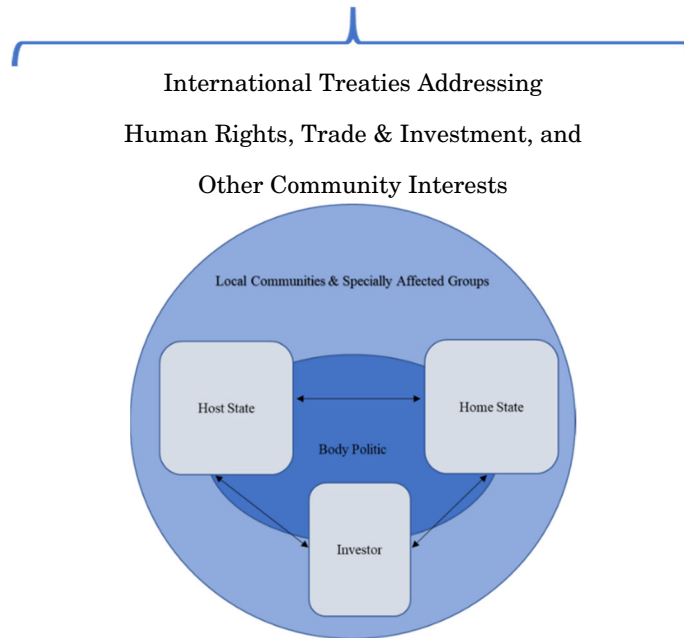 International Treaties Addressing
Human Rights, Trade & Investment, and
Other Community Interests
Local Communities & Specially Affected Groups
Host State
Home State
Body Politic
Investor